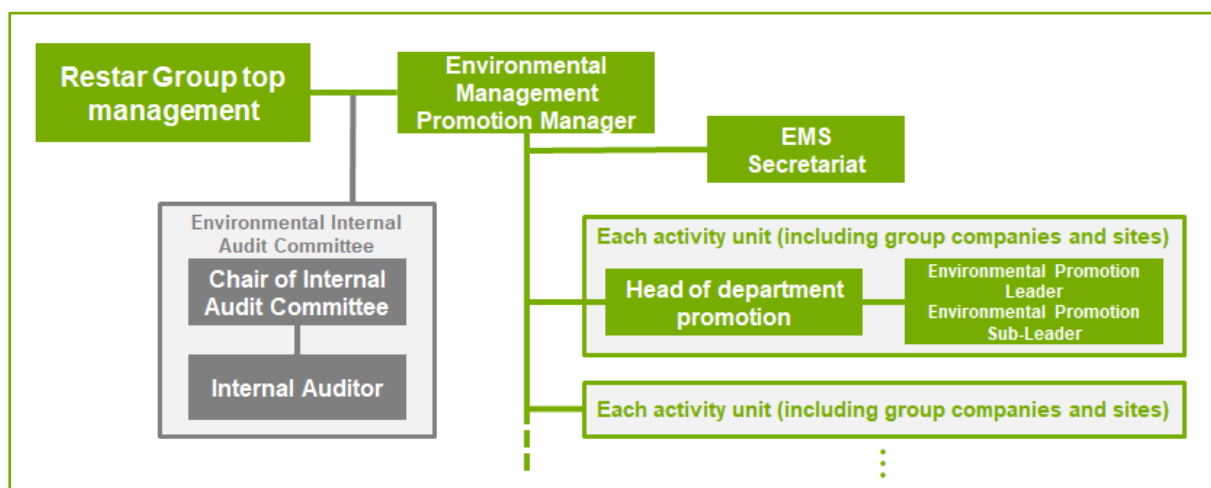 Restar Group top
management
Environmental
Management
Promotion Manager
EMS
Secretariat
Environmental Internal
Audit Committee
Chair of Internal
Audit Committee
Internal Auditor
Each activity unit (including group companies and sites)
Head of department
promotion
Environmental Promotion
Leader
Environmental Promotion
Sub-Leader
Each activity unit (including group companies and sites)